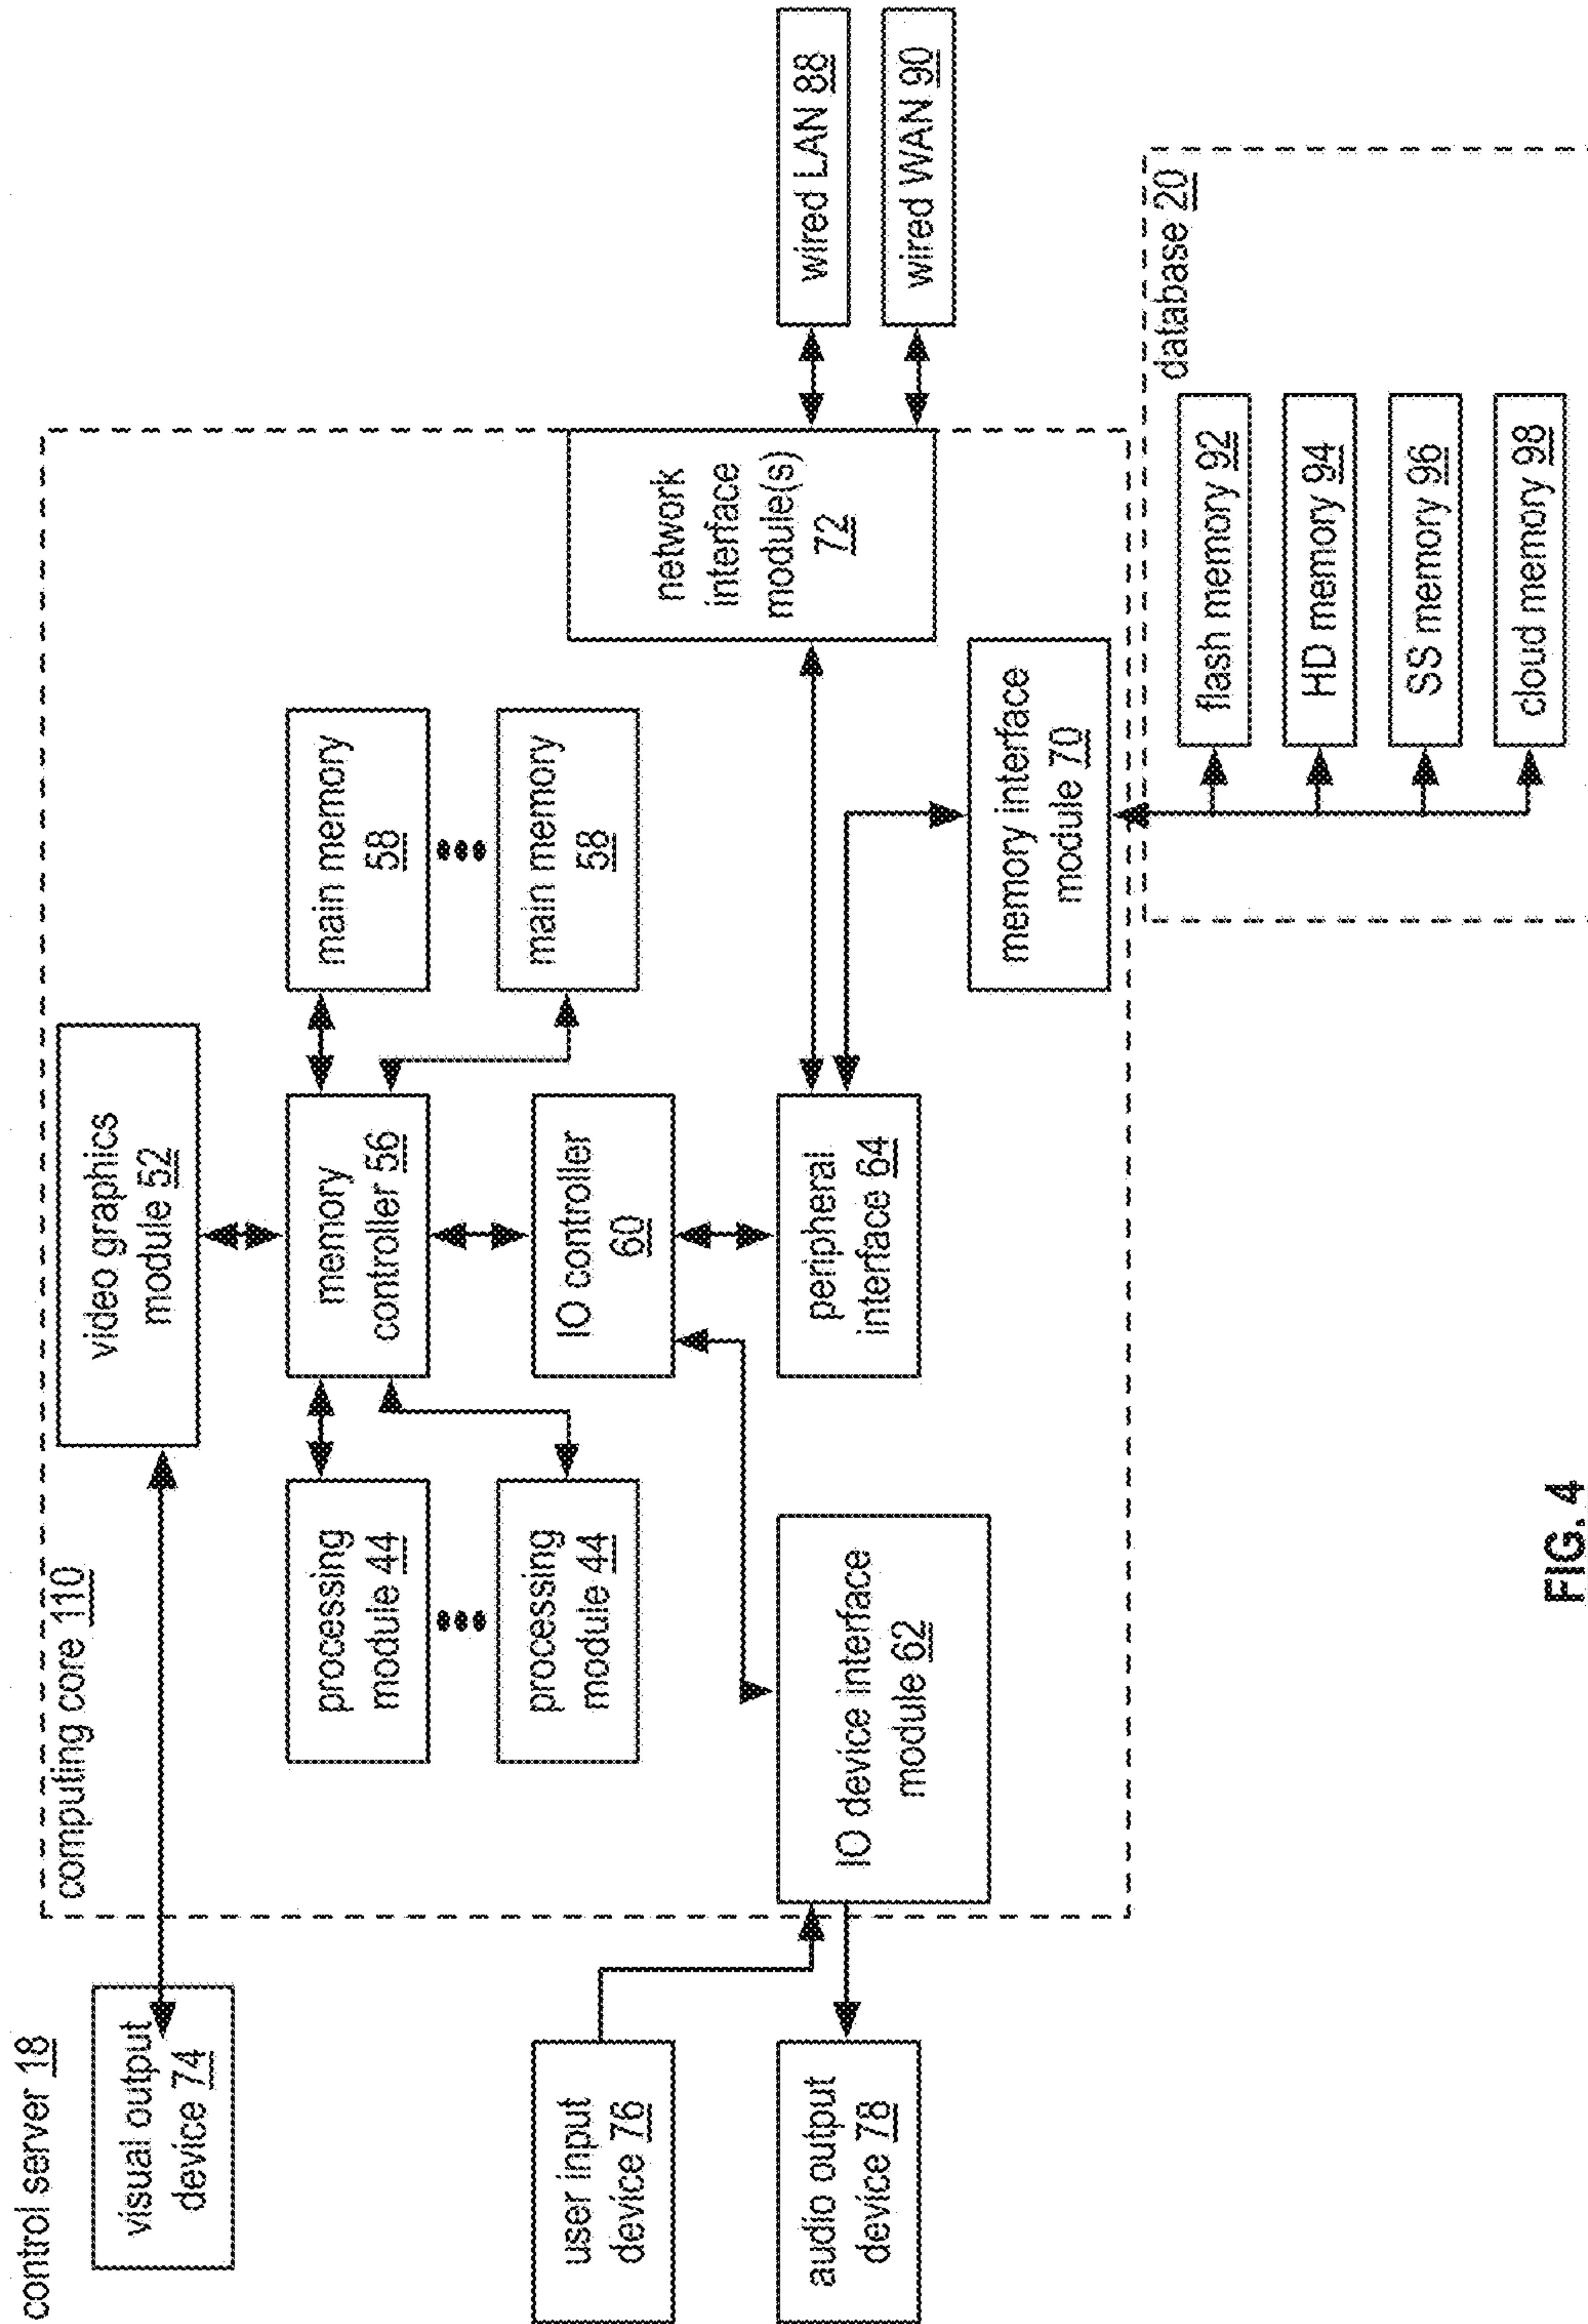 control server 18
visual output
device 74
computing core 110
video graphics
module 52
processing
module 44
processing
module 44
memory
controller 56
main memory
58
main memory
58
IO controller
60
user input
device 76
audio output
device 78
IO device interface
module 62
peripheral
interface 64
network
interface
module(s)
72
memory interface
module 70
wired LAN 88
wired WAN 90
database 20
flash memory 92
HD memory 94
SS memory 96
cloud memory 98
FIG. 4